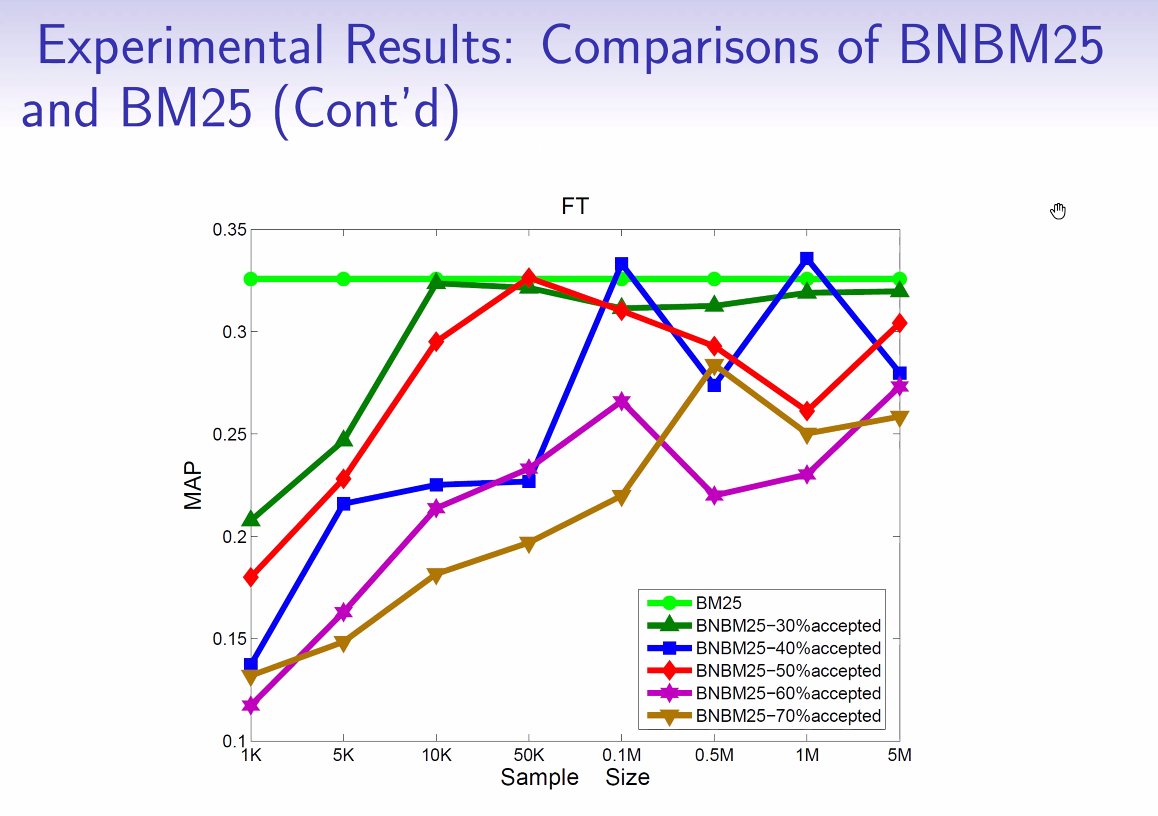 Experimental Results: Comparisons of BNBM25
and BM25 (Cont'd)
FT
0.35
0.3
0.25
0.2
0.15
0.1
MAP
BM25
BNBM25−30%accepted
BNBM25−40%accepted
BNBM25−50%accepted
BNBM25−60%accepted
BNBM25−70%accepted
1K 5K 10K 50K 0.1M 0.5M 1M 5M
Sample Size